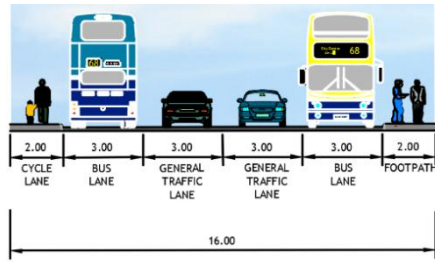 68
68
2.00 3.00 3.00 3.00 3.00 2.00
CYCLE LANE
BUS LANE
GENERAL TRAFFIC LANE
GENERAL TRAFFIC LANE
BUS LANE
FOOTPATH
16.00